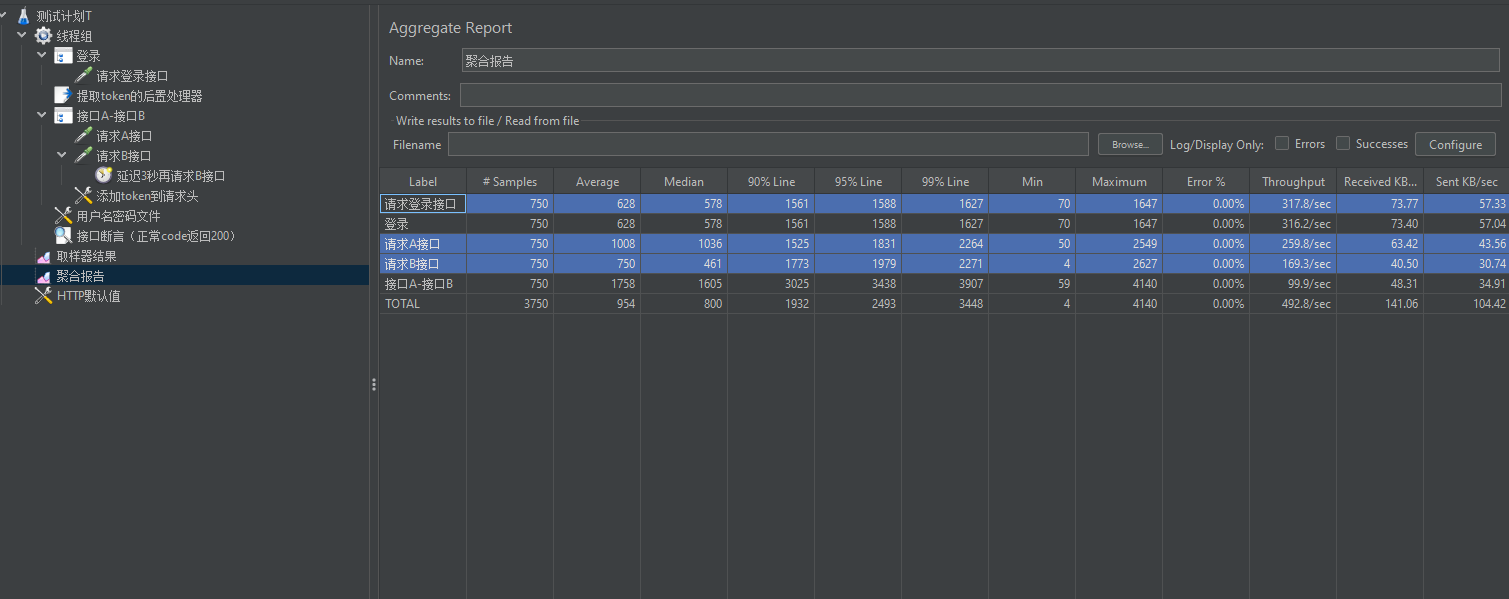 测试计划T
线程组
登录
请求登录接口
提取token的后置处理器
接口A-接口B
请求A接口
请求B接口
延迟3秒再请求B接口
添加token到请求头
用户名密码文件
接口断言（正常code返回200）
取样器结果
聚合报告
HTTP默认值
Aggregate Report
Name: 聚合报告
Comments:
Write results to file / Read from file
Filename Browse... Log/Display Only: Errors Successes Configure
Label # Samples Average Median 90% Line 95% Line 99% Line Min Maximum Error % Throughput Received KB... Sent KB/sec
请求登录接口 750 628 578 1561 1588 1627 70 1647 0.00% 317.8/sec 73.77 57.33
登录 750 628 578 1561 1588 1627 70 1647 0.00% 316.2/sec 73.40 57.04
请求A接口 750 1008 1036 1525 1831 2264 50 2549 0.00% 259.8/sec 63.42 43.56
请求B接口 750 750 461 1773 1979 2271 4 2627 0.00% 169.3/sec 40.50 30.74
接口A-接口B 750 1758 1605 3025 3438 3907 59 4140 0.00% 99.9/sec 48.31 34.91
TOTAL 3750 954 800 1932 2493 3448 4 4140 0.00% 492.8/sec 141.06 104.42